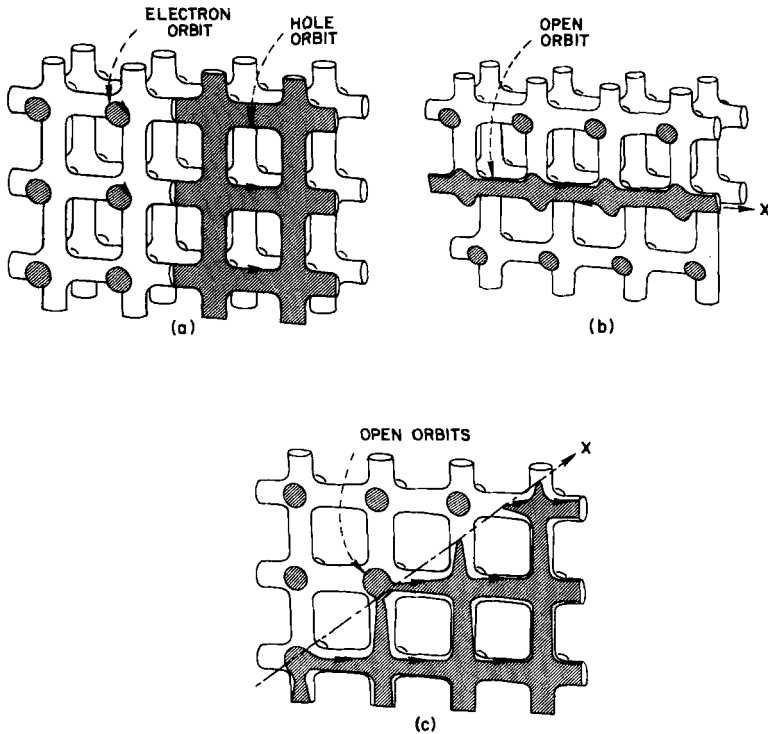 ELECTRON
ORBIT
HOLE
ORBIT
(a)
OPEN
ORBIT
X
(b)
OPEN ORBITS
X
(c)